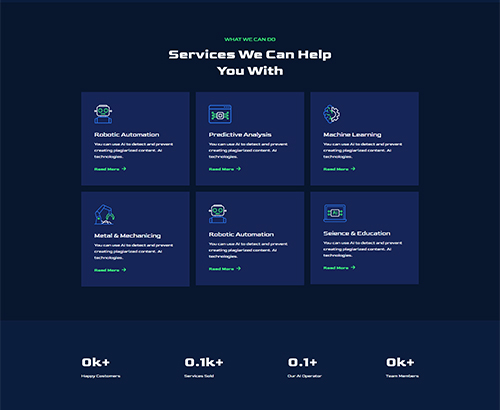 WHAT WE CAN DO
Services We Can Help
You With
Robotic Automation
You can use AI to detect and prevent
creating plagiarized content. AI
technologies.
Read More →
Predictive Analysis
You can use AI to detect and prevent
creating plagiarized content. AI
technologies.
Read More →
Machine Learning
You can use AI to detect and prevent
creating plagiarized content. AI
technologies.
Read More →
Metal & Mechanicing
You can use AI to detect and prevent
creating plagiarized content. AI
technologies.
Read More →
Robotic Automation
You can use AI to detect and prevent
creating plagiarized content. AI
technologies.
Read More →
AI
Seience & Education
You can use AI to detect and prevent
creating plagiarized content. AI
technologies.
Read More →
0k+
Happy Customers
0.1k+
Services Sold
0.1+
Our AI Operator
0k+
Team Members